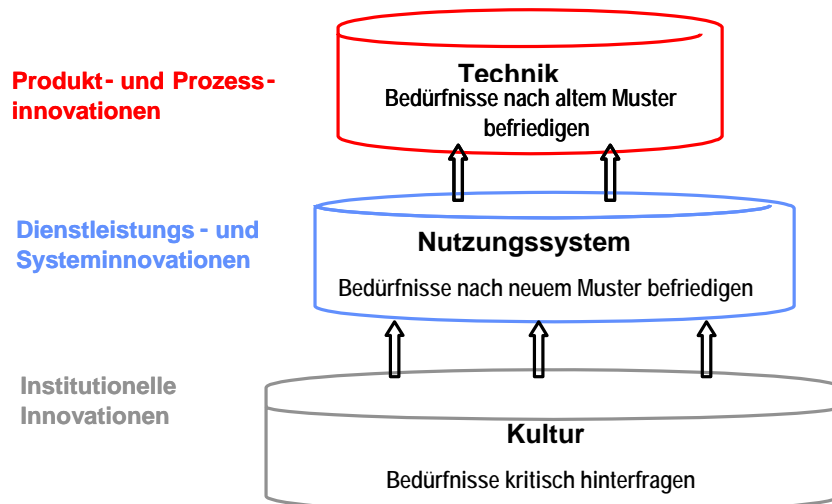 Produkt- und Prozess-
innovationen
Technik
Bedürfnisse nach altem Muster
befriedigen
Dienstleistungs - und
Systeminnovationen
Nutzungssystem
Bedürfnisse nach neuem Muster befriedigen
Institutionelle
Innovationen
Kultur
Bedürfnisse kritisch hinterfragen